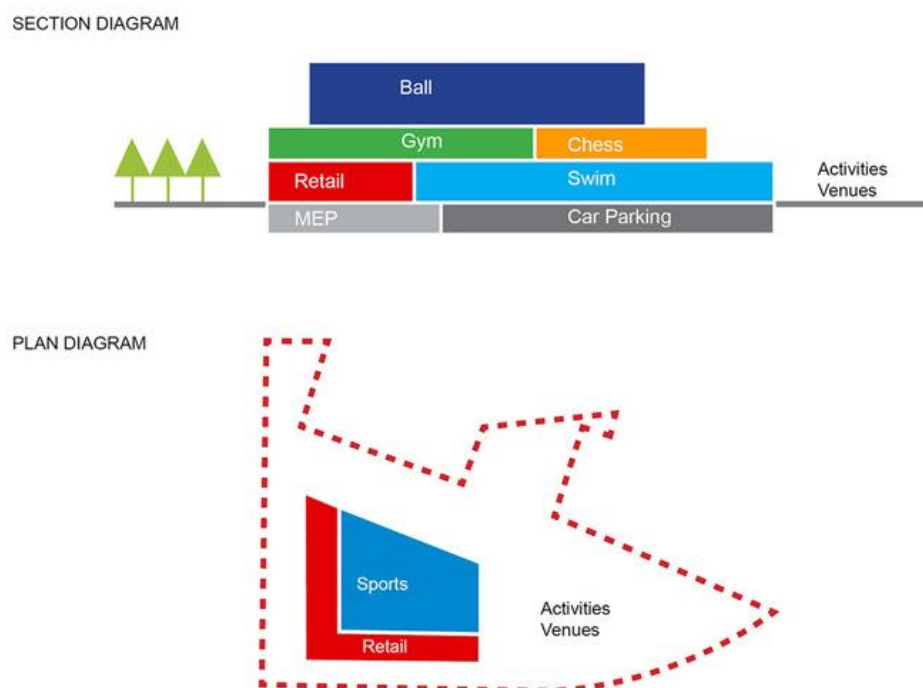 SECTION DIAGRAM
Ball
Gym
Chess
Retail
Swim
Activities
Venues
MEP
Car Parking
PLAN DIAGRAM
Sports
Retail
Activities
Venues